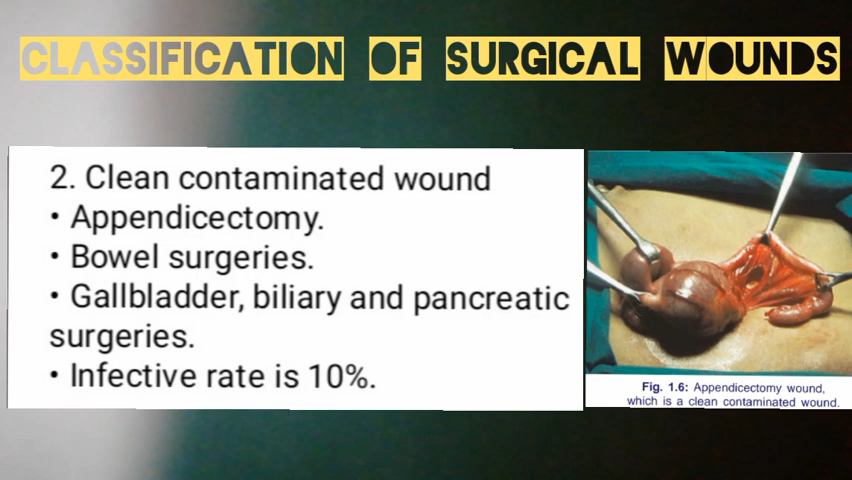 CLASSIFICATION OF SURGICAL WOUNDS
2. Clean contaminated wound
• Appendicectomy.
• Bowel surgeries.
• Gallbladder, biliary and pancreatic
surgeries.
• Infective rate is 10%.
Fig. 1.6: Appendicectomy wound,
which is a clean contaminated wound.